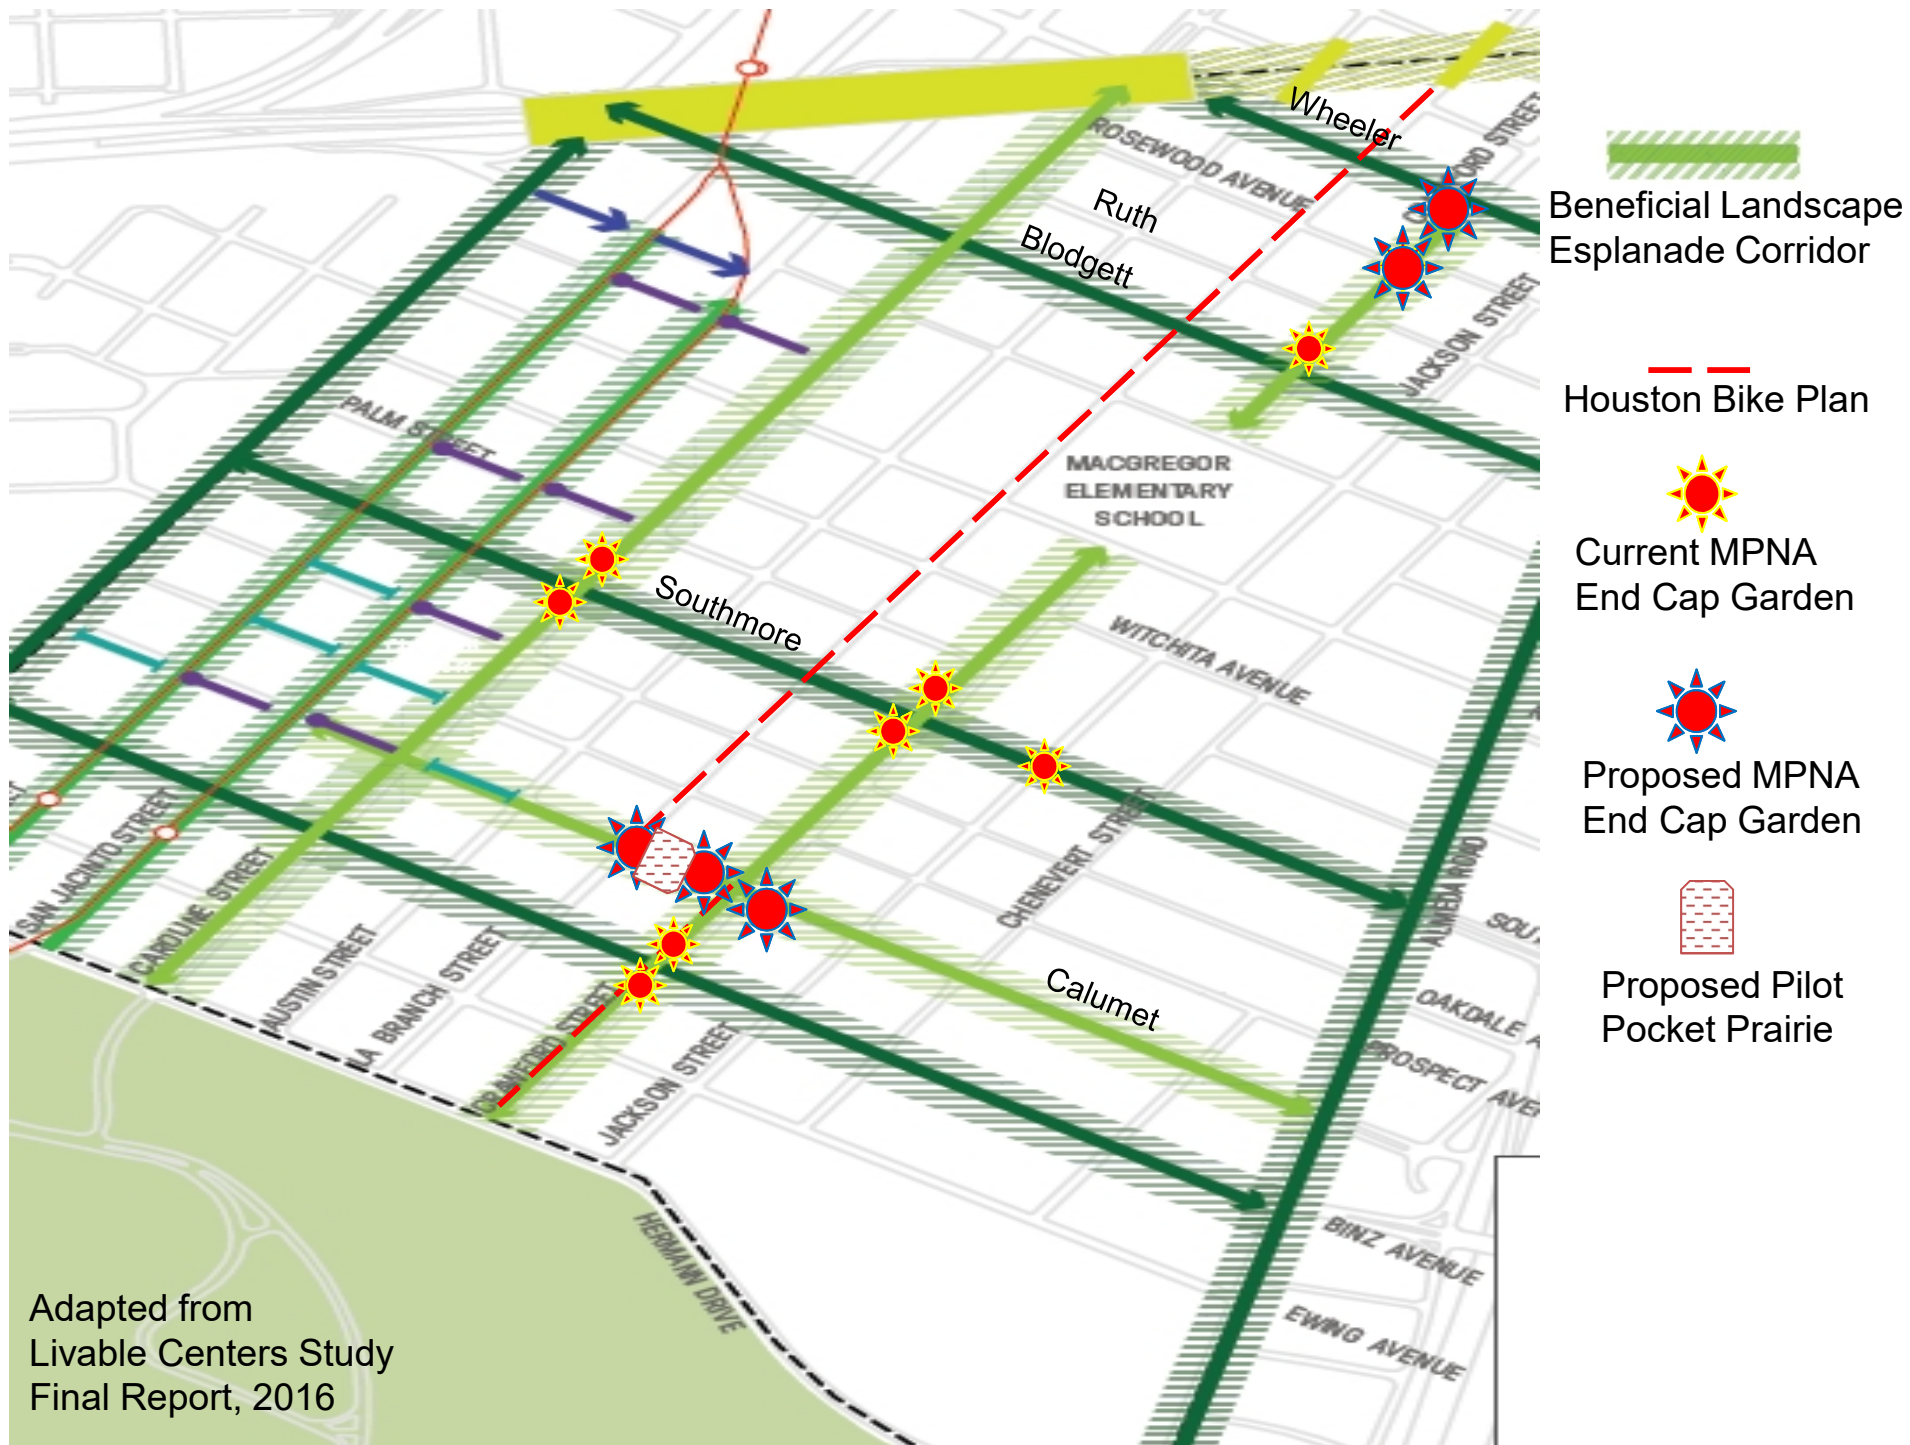 Wheeler
ROSEWOOD AVENUE
Ruth
Blodgett
JACKSON STREET
PALM STREET
MACGREGOR
ELEMENTARY
SCHOOL
Southmore
WITCHITA AVENUE
SAN JACINTO STREET
CAROLINE STREET
AUSTIN STREET
LA BRANCH STREET
CRAWFORD STREET
JACKSON STREET
CHENEVERT STREET
ALMEDA ROAD
Calumet
OAKDALE A
PROSPECT AVE
BINZ AVENUE
EWING AVENUE
HERMANN DRIVE
Adapted from
Livable Centers Study
Final Report, 2016
Beneficial Landscape
Esplanade Corridor
Houston Bike Plan
Current MPNA
End Cap Garden
Proposed MPNA
End Cap Garden
Proposed Pilot
Pocket Prairie